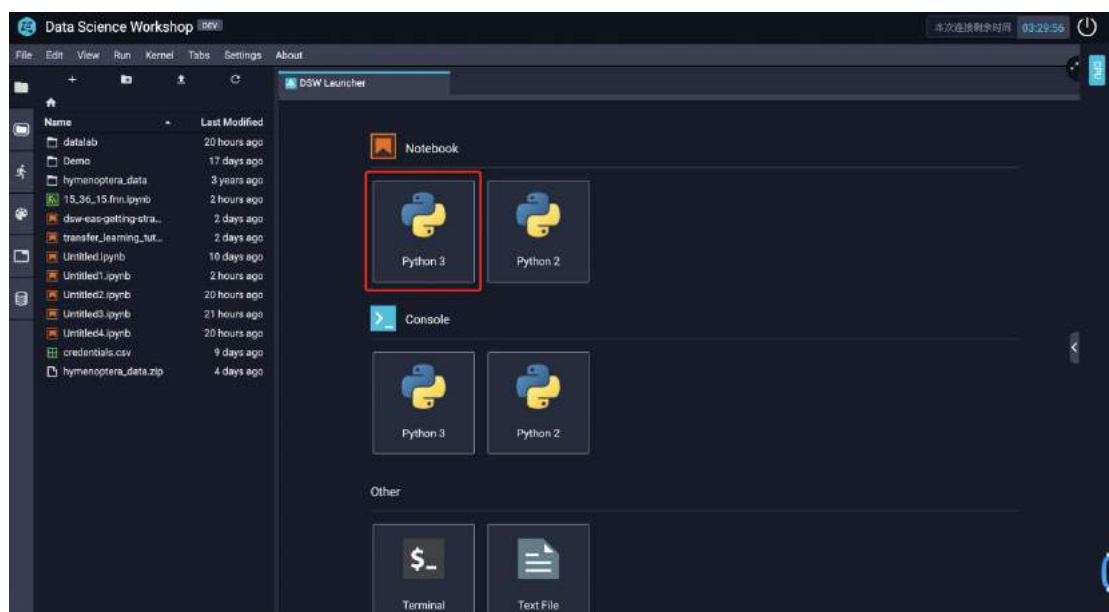 Data Science Workshop DEV
本次连接剩余时间 03:29:56
File Edit View Run Kernel Tabs Settings About
DSW Launcher
CPU
Name Last Modified
datalab 20 hours ago
Demo 17 days ago
hymenoptera_data 3 years ago
15_36_15.fnn.ipynb 2 hours ago
dsw-eas-getting-stra... 2 days ago
transfer_learning_tut... 2 days ago
Untitled.ipynb 10 days ago
Untitled1.ipynb 2 hours ago
Untitled2.ipynb 20 hours ago
Untitled3.ipynb 21 hours ago
Untitled4.ipynb 20 hours ago
credentials.csv 9 days ago
hymenoptera_data.zip 4 days ago
Notebook
Python 3 Python 2
Console
Python 3 Python 2
Other
$_
Terminal Text File